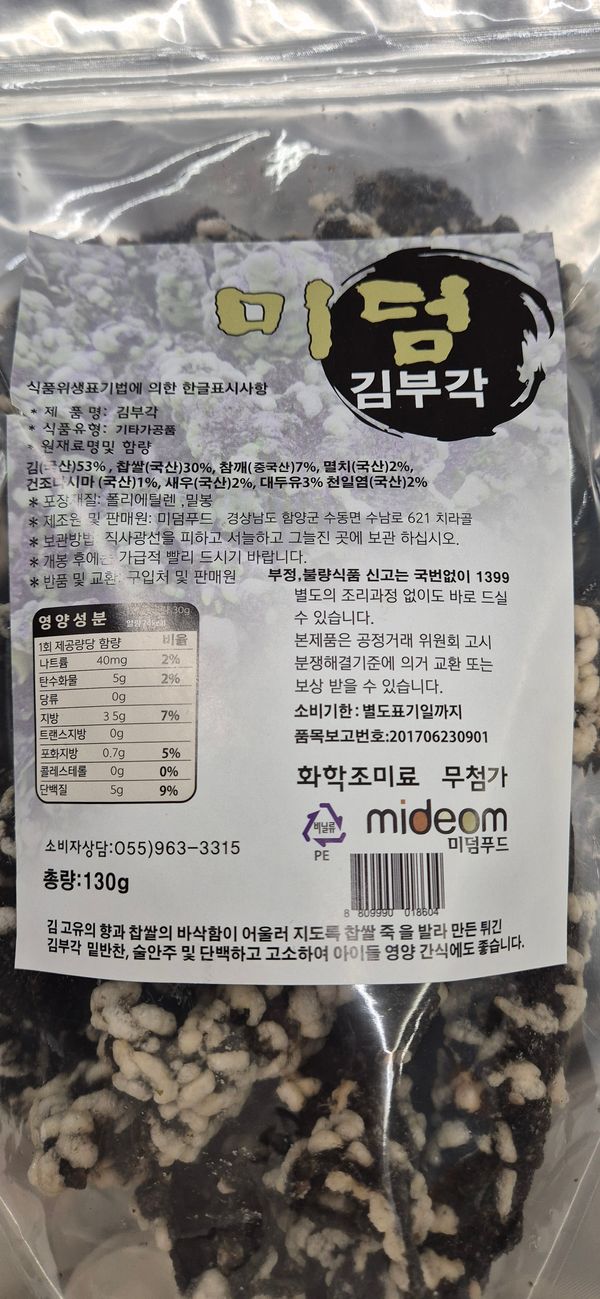 미덤
김부각
식품위생표기법에 의한 한글표시사항
* 제 품 명: 김부각
* 식품유형: 기타가공품
* 원재료명및 함량
김(국산)53% , 찹쌀(국산)30%, 참깨(중국산)7%, 멸치(국산)2%,
건조다시마 (국산)1%, 새우(국산)2%, 대두유3% 천일염(국산)2%
* 포장재질: 폴리에틸렌 ,밀봉
* 제조원 및 판매원: 미덤푸드 , 경상남도 함양군 수동면 수남로 621 치라골
* 보관방법 직사광선을 피하고 서늘하고 그늘진 곳에 보관 하십시오.
* 개봉 후에는 가급적 빨리 드시기 바랍니다.
* 반품 및 교환: 구입처 및 판매원
부정,불량식품 신고는 국번없이 1399
별도의 조리과정 없이도 바로 드실
수 있습니다.
본제품은 공정거래 위원회 고시
분쟁해결기준에 의거 교환 또는
보상 받을 수 있습니다.
소비기한:별도표기일까지
품목보고번호:201706230901
영양성분 30g
1회 제공량당 함량 비율
나트륨 40mg 2%
탄수화물 5g 2%
당류 0g
지방 3 5g 7%
트랜스지방 0g
포화지방 0.7g 5%
콜레스테롤 0g 0%
단백질 5g 9%
화학조미료 무첨가
비닐류
PE
mideom
미덤푸드
소비자상담:055)963-3315
총량:130g
8 809990 018604
김 고유의 향과 찹쌀의 바삭함이 어울러 지도록 찹쌀 죽 을 발라 만든 튀긴
김부각 밑반찬, 술안주 및 단백하고 고소하여 아이들 영양 간식에도 좋습니다.